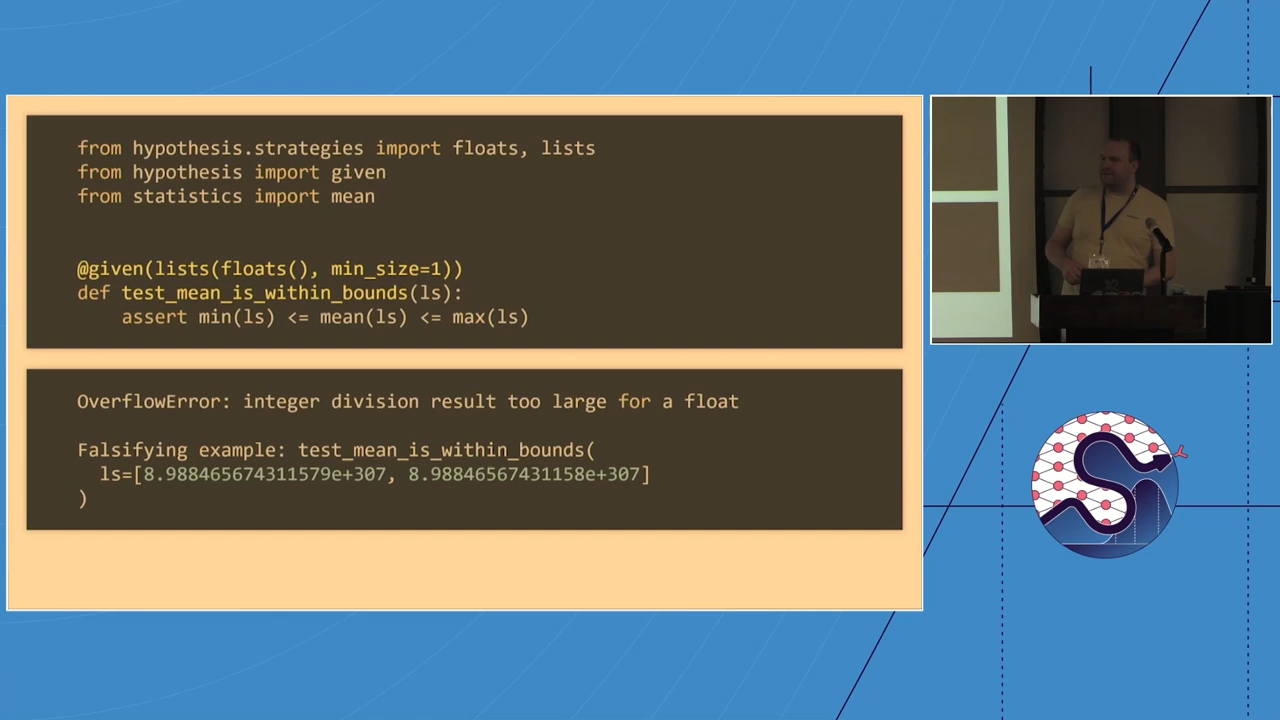 from hypothesis.strategies import floats, lists
from hypothesis import given
from statistics import mean
@given(lists(floats(), min_size=1))
def test_mean_is_within_bounds(ls):
assert min(ls) <= mean(ls) <= max(ls)
OverflowError: integer division result too large for a float
Falsifying example: test_mean_is_within_bounds(
ls=[8.988465674311579e+307, 8.98846567431158e+307]
)